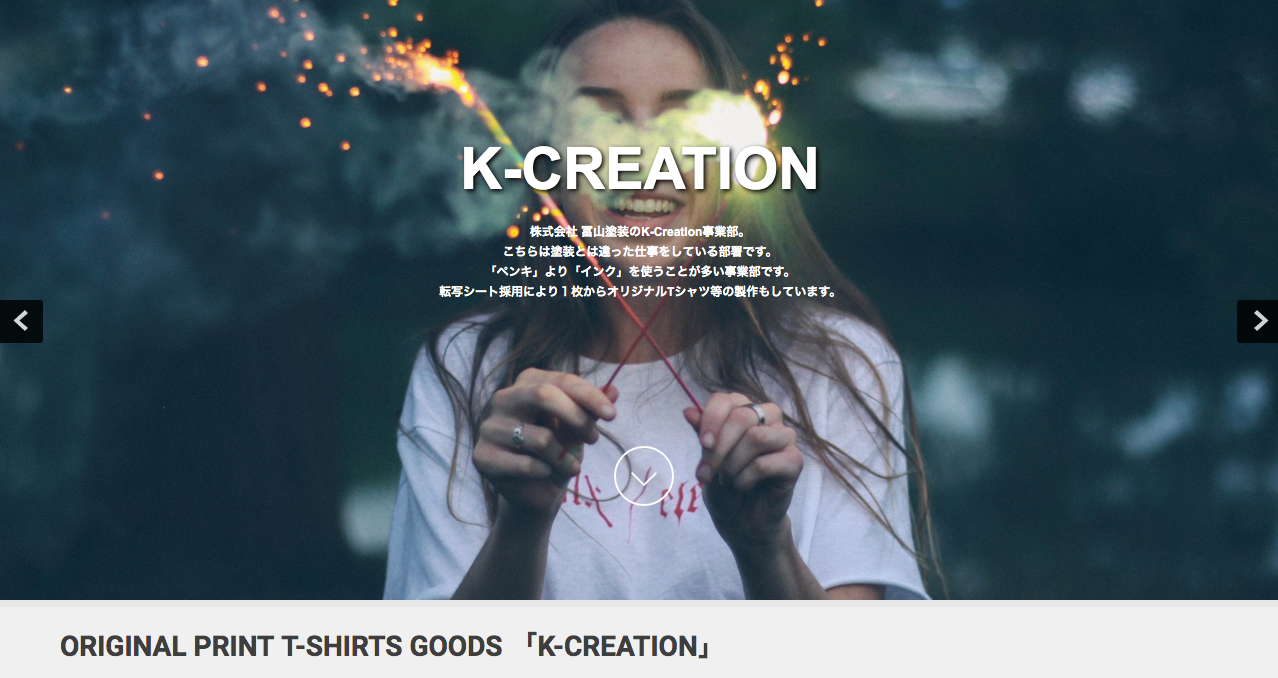 K-CREATION
株式会社 冨山塗装のK-Creation事業部。
こちらは塗装とは違った仕事をしている部署です。
「ペンキ」より「インク」を使うことが多い事業部です。
転写シート採用により１枚からオリジナルTシャツ等の製作もしています。
ORIGINAL PRINT T-SHIRTS GOODS 「K-CREATION」